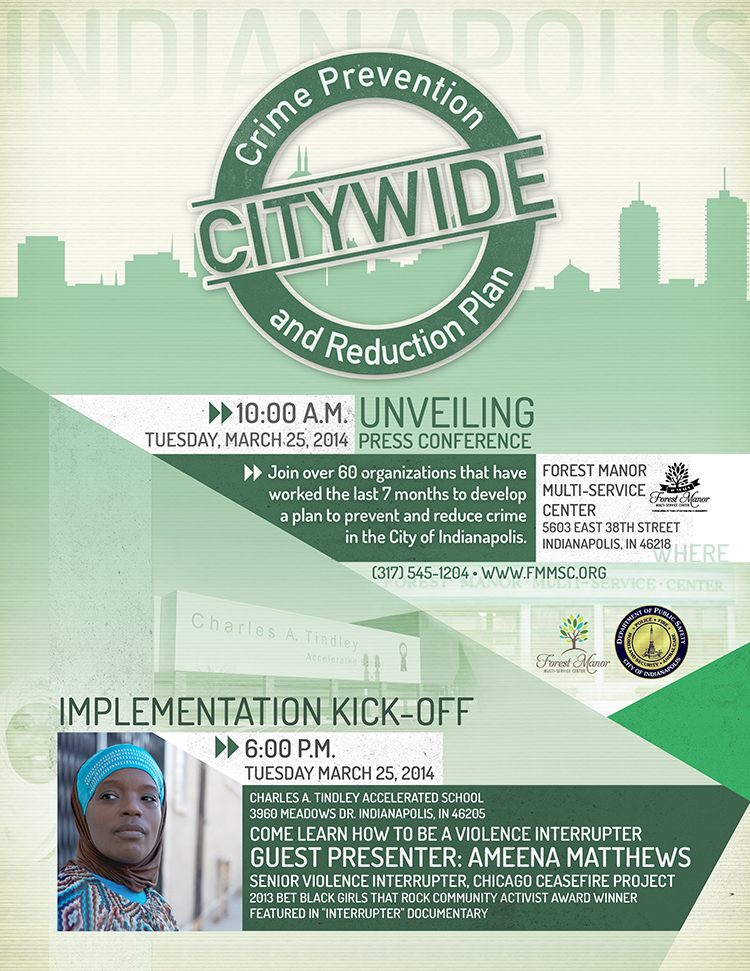 INDIANAPOLIS
Crime Prevention
CITYWIDE
and Reduction Plan
10:00 A.M.
TUESDAY, MARCH 25, 2014
UNVEILING
PRESS CONFERENCE
Join over 60 organizations that have
worked the last 7 months to develop
a plan to prevent and reduce crime
in the City of Indianapolis.
FOREST MANOR
MULTI-SERVICE
CENTER
5603 EAST 38TH STREET
INDIANAPOLIS, IN 46218
FMMSC
Forest Manor
MULTI-SERVICE CENTER
WHERE
(317) 545-1204 • WWW.FMMSC.ORG
FOREST MANOR MULTI-SERVICE CENTER
Charles A. Tindley
Accelerated
Forest Manor
MULTI-SERVICE CENTER
DEPARTMENT OF PUBLIC SAFETY
CITY OF INDIANAPOLIS
IMPLEMENTATION KICK-OFF
6:00 P.M.
TUESDAY MARCH 25, 2014
CHARLES A. TINDLEY ACCELERATED SCHOOL
3960 MEADOWS DR. INDIANAPOLIS, IN 46205
COME LEARN HOW TO BE A VIOLENCE INTERRUPTER
GUEST PRESENTER: AMEENA MATTHEWS
SENIOR VIOLENCE INTERRUPTER, CHICAGO CEASEFIRE PROJECT
2013 BET BLACK GIRLS THAT ROCK COMMUNITY ACTIVIST AWARD WINNER
FEATURED IN "INTERRUPTER" DOCUMENTARY